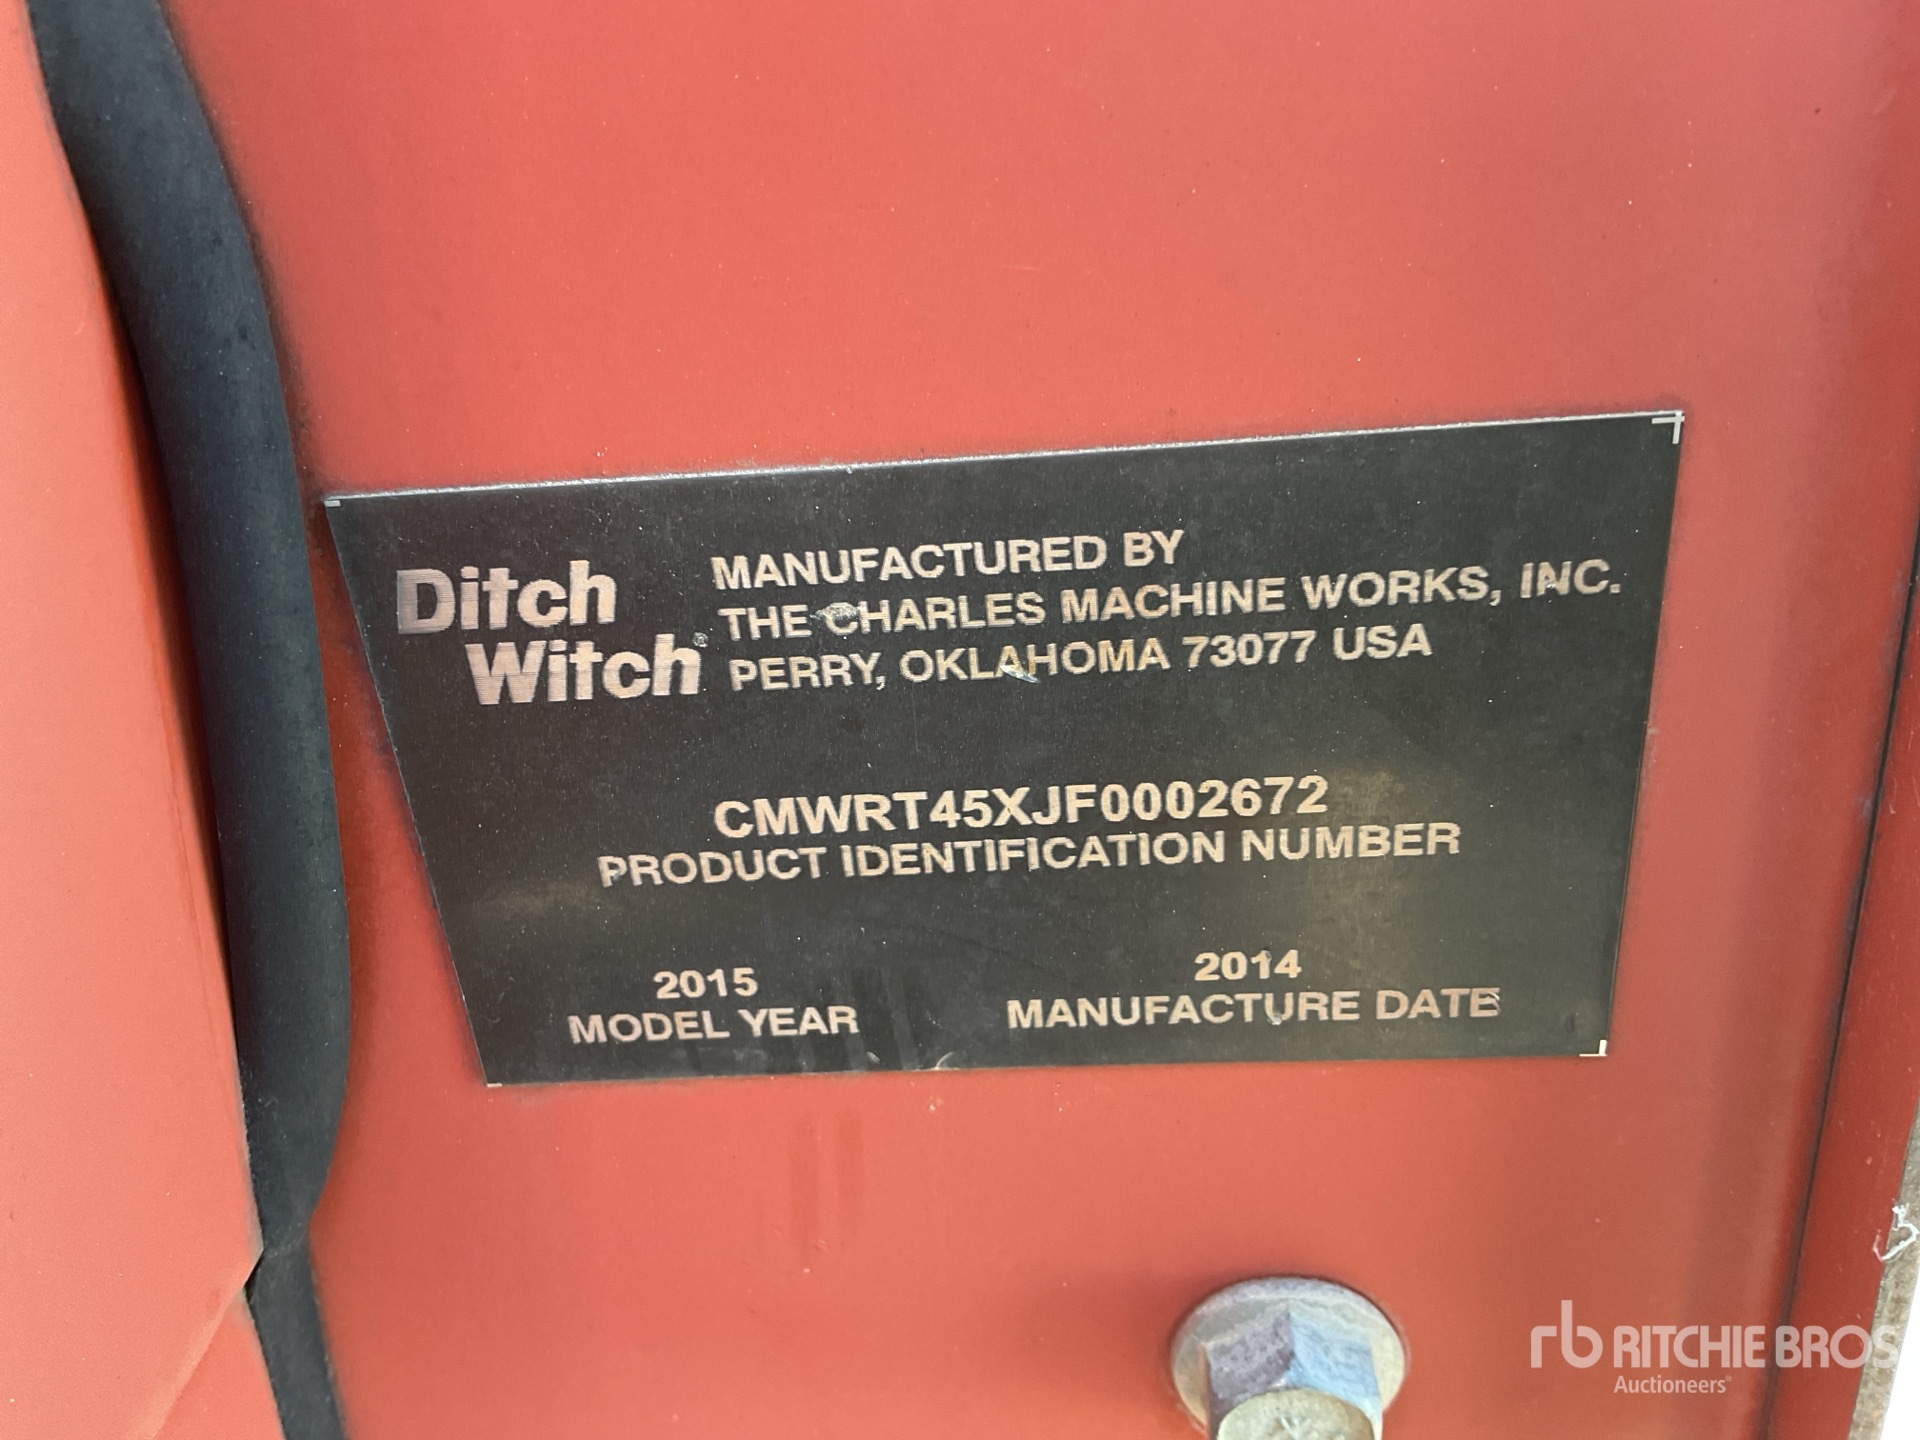 Ditch
Witch
MANUFACTURED BY
THE CHARLES MACHINE WORKS, INC.
PERRY, OKLAHOMA 73077 USA
CMWRT45XJF0002672
PRODUCT IDENTIFICATION NUMBER
2015
MODEL YEAR
2014
MANUFACTURE DATE
rb RITCHIE BROS
Auctioneers